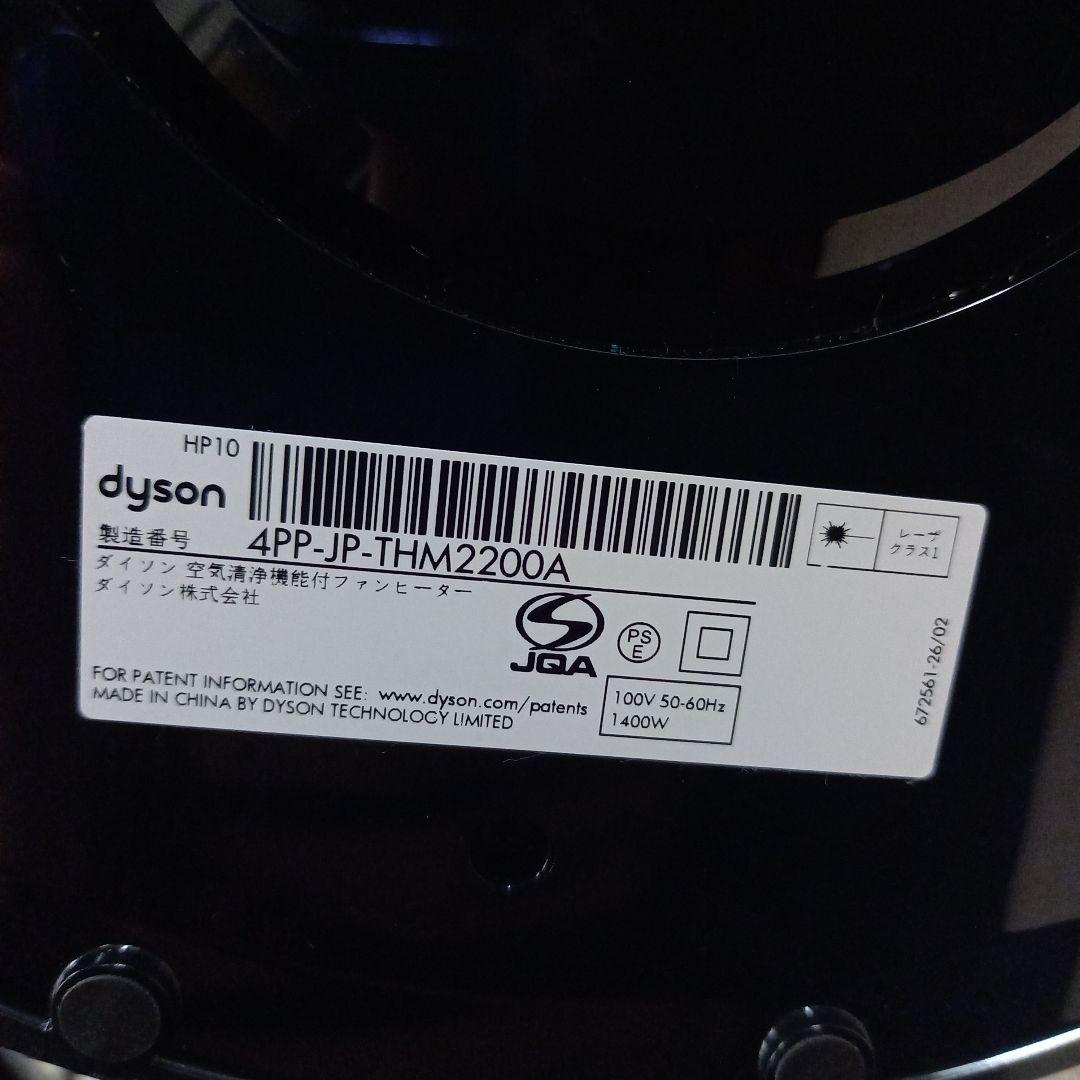 HP10
dyson
製造番号 4PP-JP-THM2200A
ダイソン 空気清浄機能付ファンヒーター
ダイソン株式会社
レーザ
クラス1
JQA
PS
E
FOR PATENT INFORMATION SEE: www.dyson.com/patents
MADE IN CHINA BY DYSON TECHNOLOGY LIMITED
100V 50-60Hz
1400W
672561-26/02